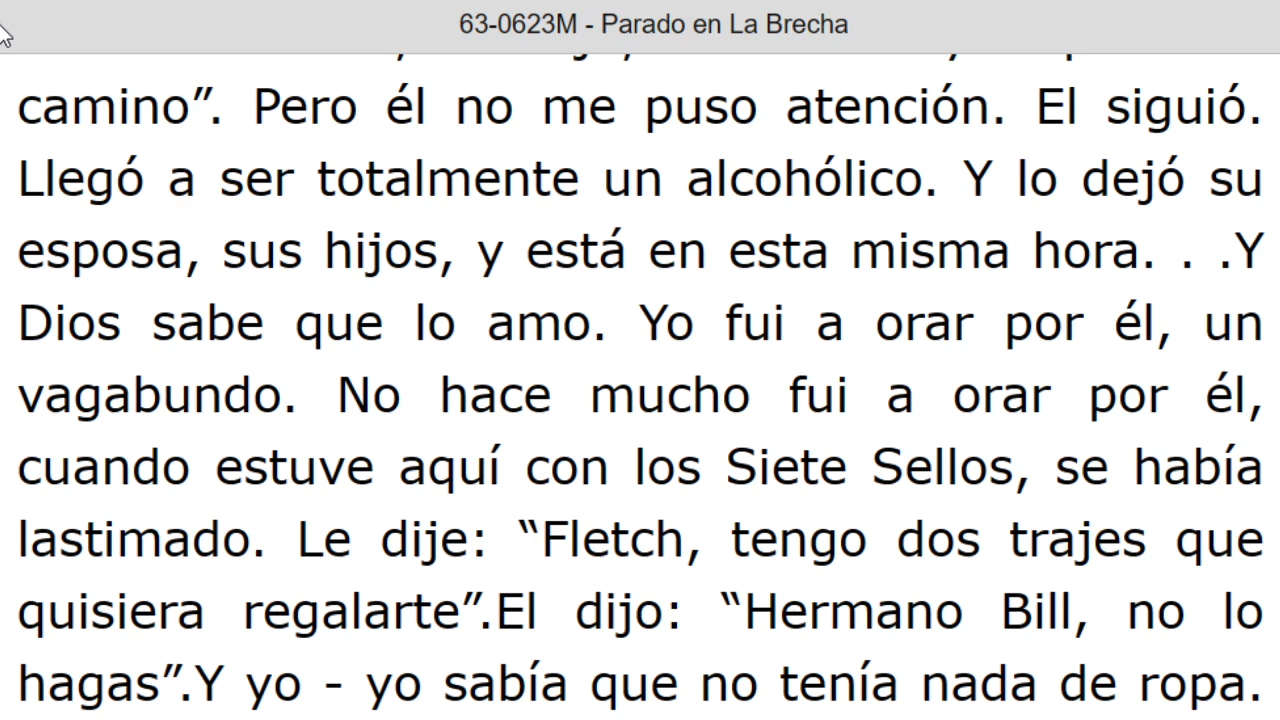 63-0623M - Parado en La Brecha
camino”. Pero él no me puso atención. El siguió.
Llegó a ser totalmente un alcohólico. Y lo dejó su
esposa, sus hijos, y está en esta misma hora. . .Y
Dios sabe que lo amo. Yo fui a orar por él, un
vagabundo. No hace mucho fui a orar por él,
cuando estuve aquí con los Siete Sellos, se había
lastimado. Le dije: “Fletch, tengo dos trajes que
quisiera regalarte”.El dijo: “Hermano Bill, no lo
hagas”.Y yo - yo sabía que no tenía nada de ropa.